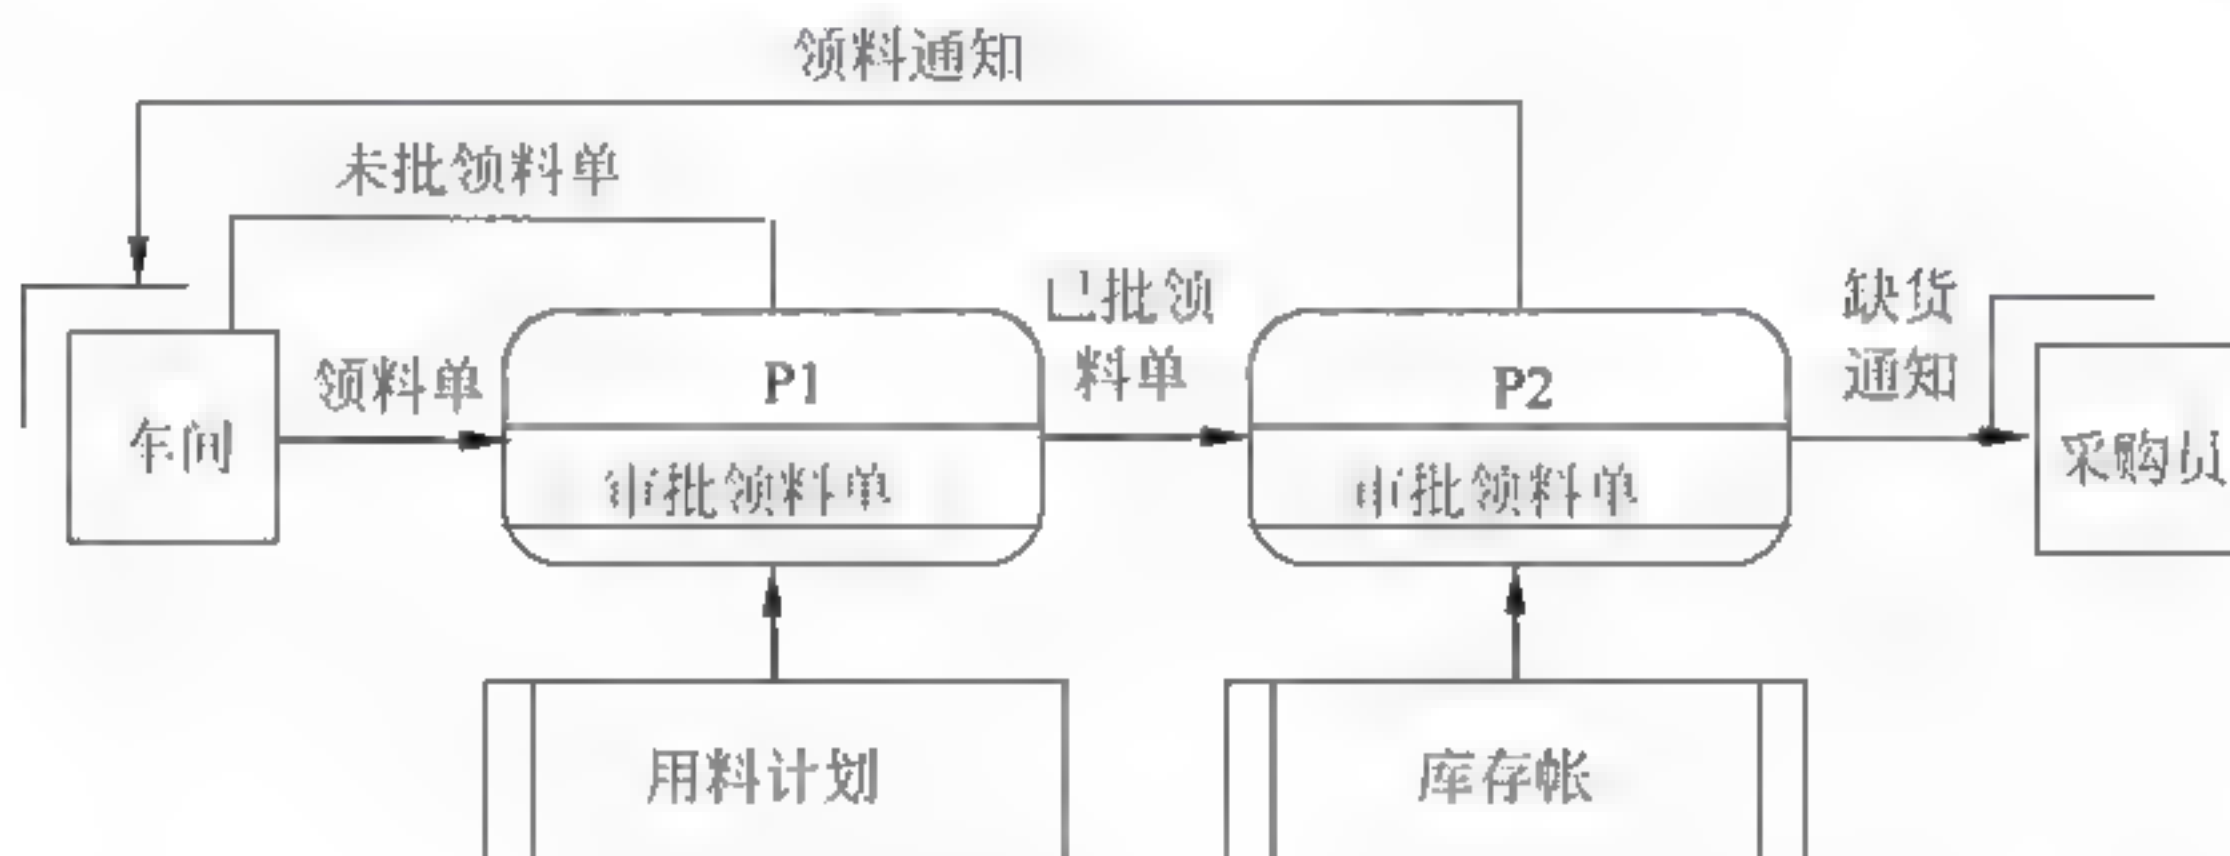 领料通知
未批领料单
已批领
料单
缺货
通知
领料单
P1
P2
车间
审批领料单
审批领料单
采购员
用料计划
库存帐